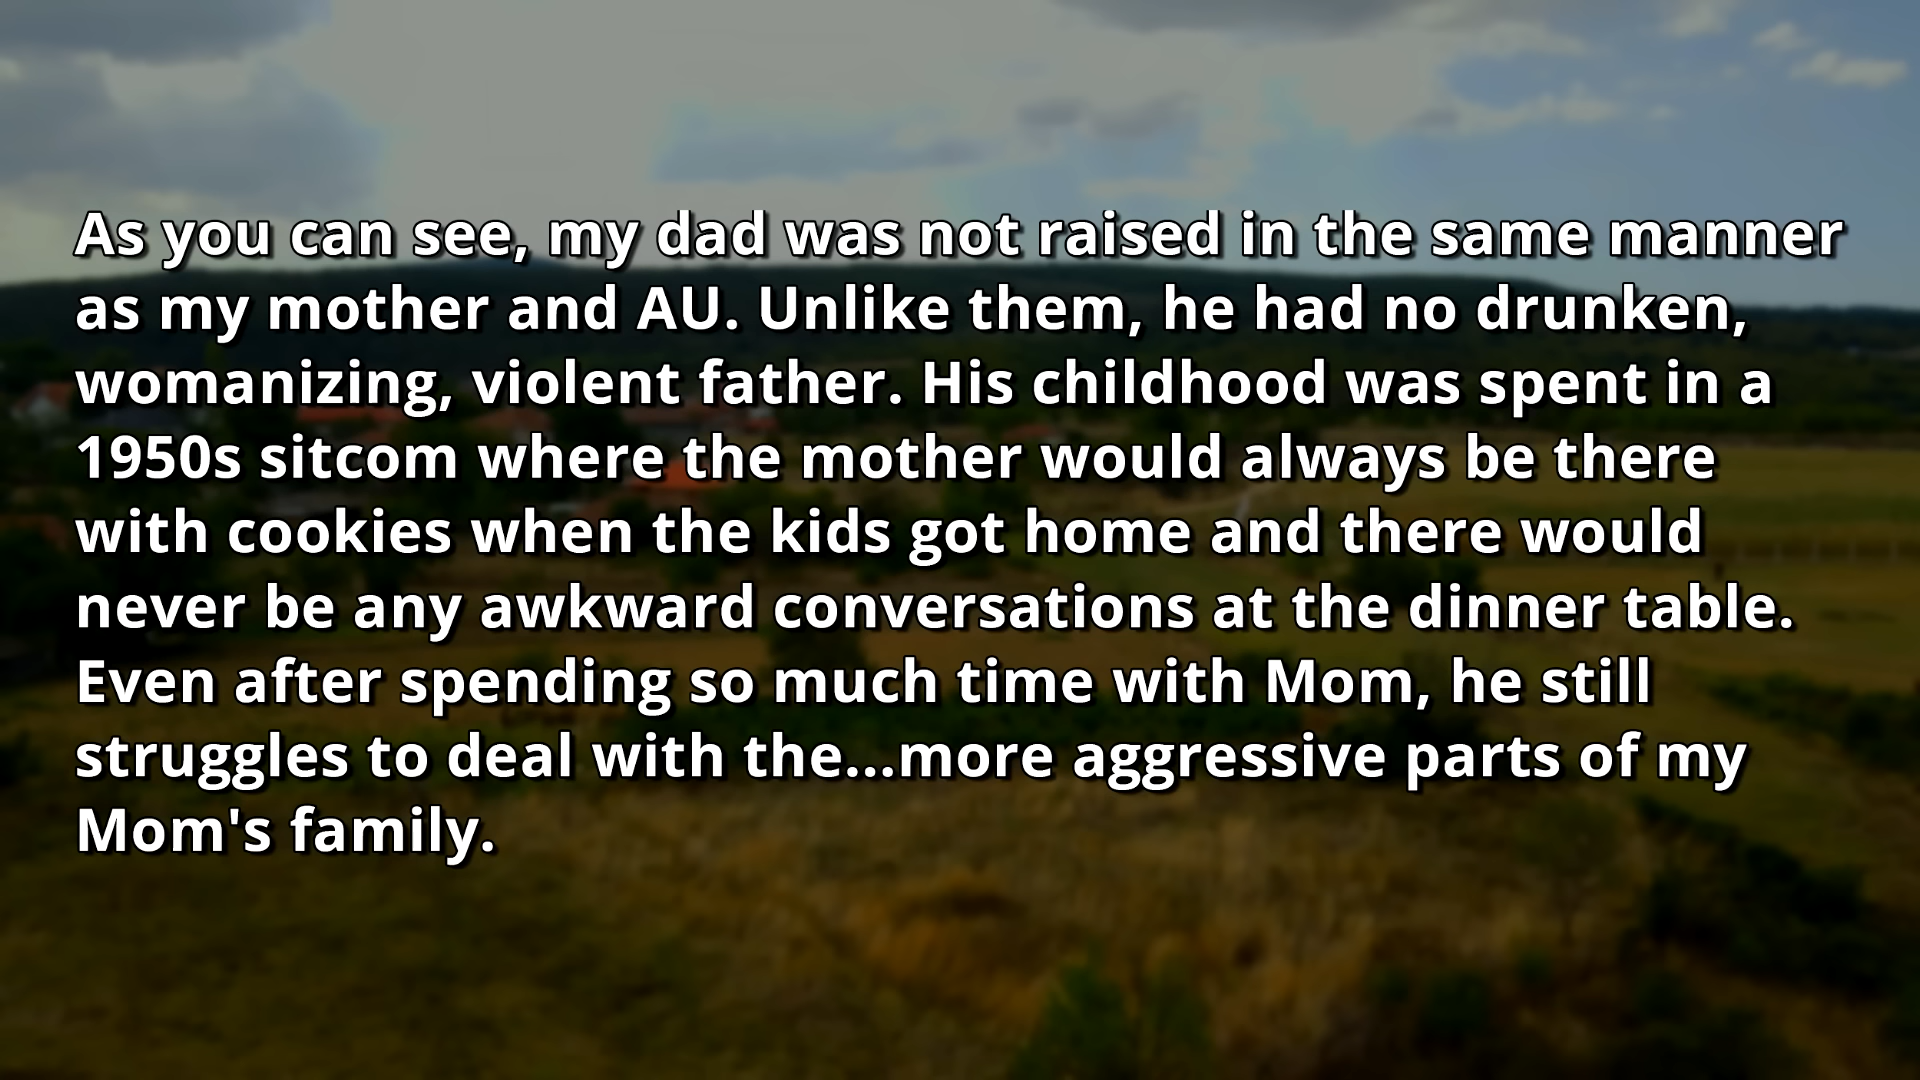 As you can see, my dad was not raised in the same manner
as my mother and AU. Unlike them, he had no drunken,
womanizing, violent father. His childhood was spent in a
1950s sitcom where the mother would always be there
with cookies when the kids got home and there would
never be any awkward conversations at the dinner table.
Even after spending so much time with Mom, he still
struggles to deal with the...more aggressive parts of my
Mom's family.